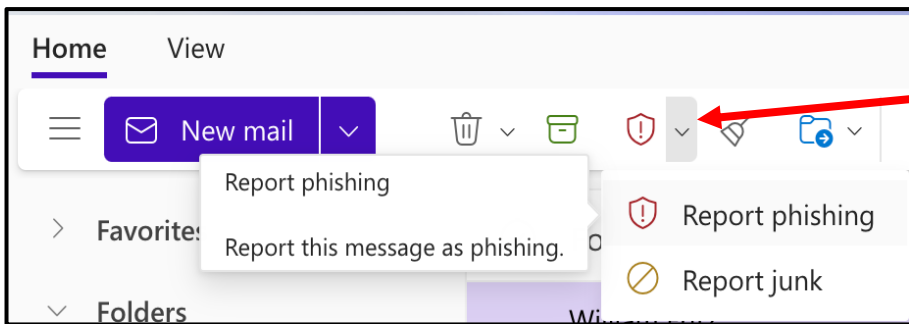 Home View
New mail
Report phishing
Report this message as phishing.
Report phishing
Report junk
Favorites
Folders